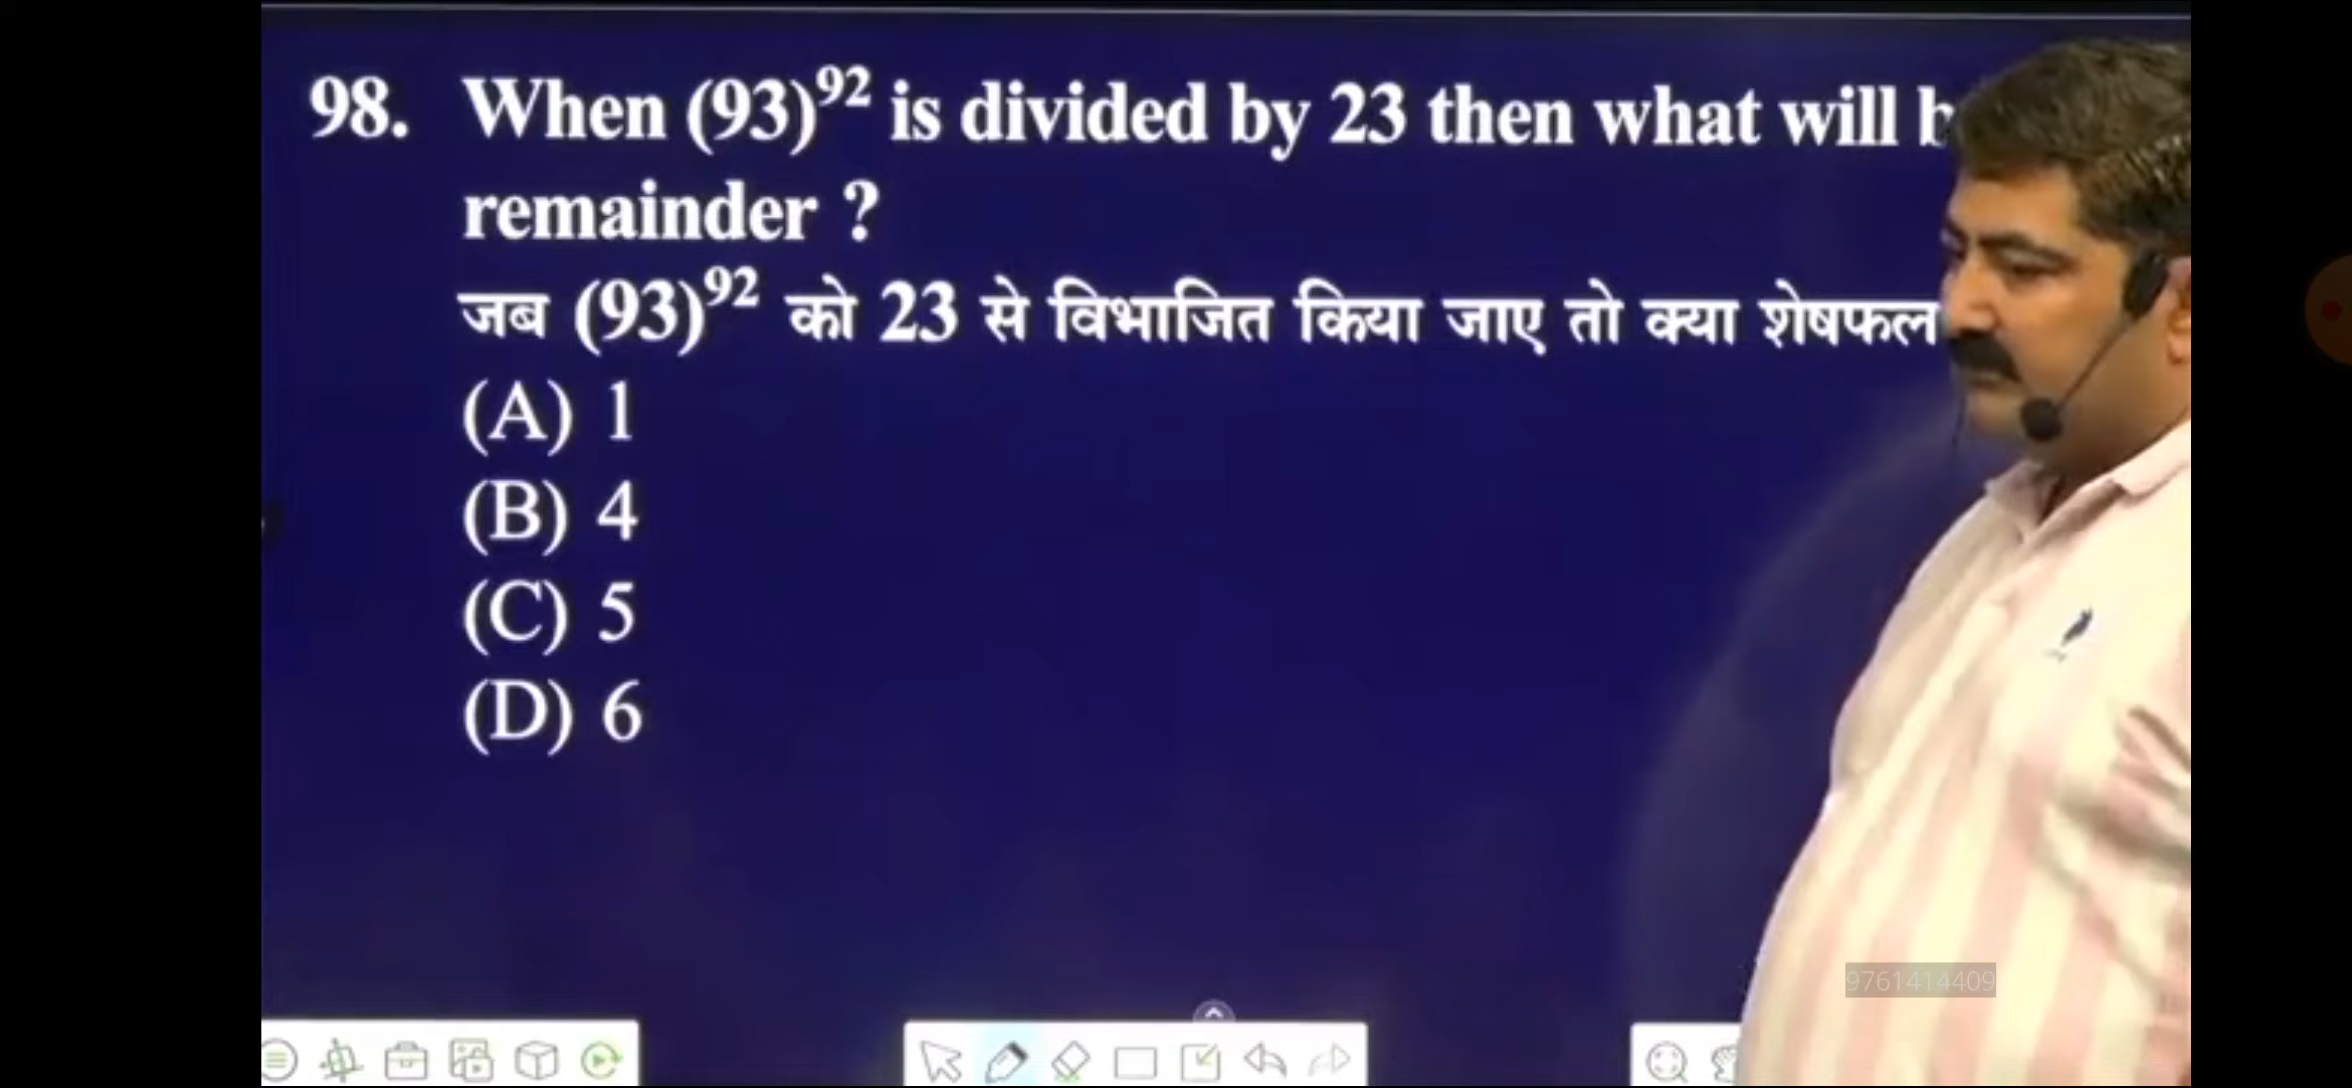 98. When (93)⁹² is divided by 23 then what will
remainder ?
जब (93)⁹² को 23 से विभाजित किया जाए तो क्या शेषफल
(A) 1
(B) 4
(C) 5
(D) 6
9761414409